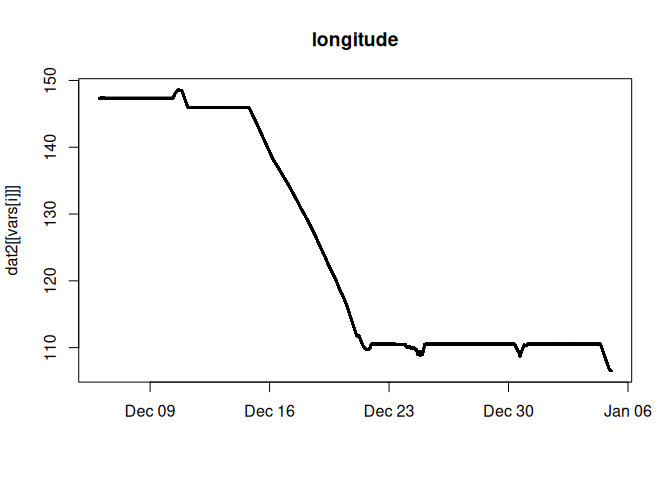 longitude
dat2[[vars[i]]]
150
140
130
120
110
Dec 09
Dec 16
Dec 23
Dec 30
Jan 06